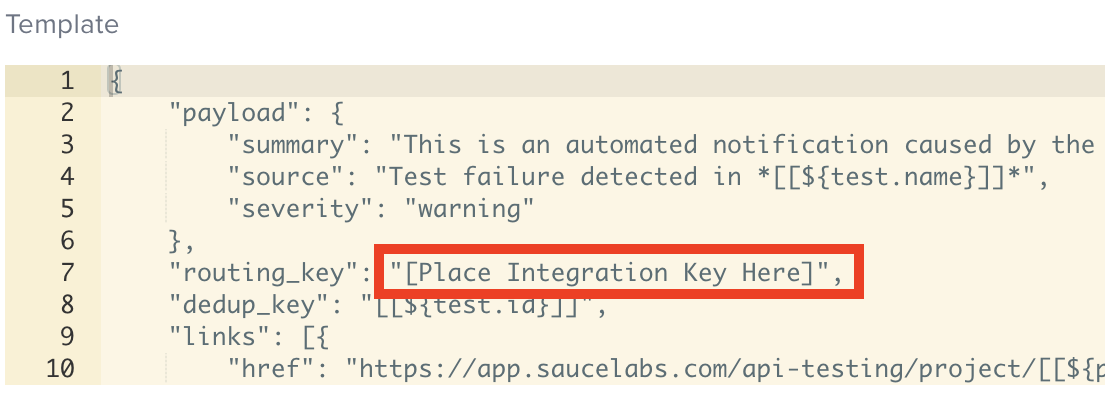 Template
1 {
2 "payload": {
3 "summary": "This is an automated notification caused by the
4 "source": "Test failure detected in *[[${test.name}]]*",
5 "severity": "warning"
6 },
7 "routing_key": "[Place Integration Key Here]",
8 "dedup_key": "[[${test.id}]]",
9 "links": [{
10 "href": "https://app.saucelabs.com/api-testing/project/[[${p